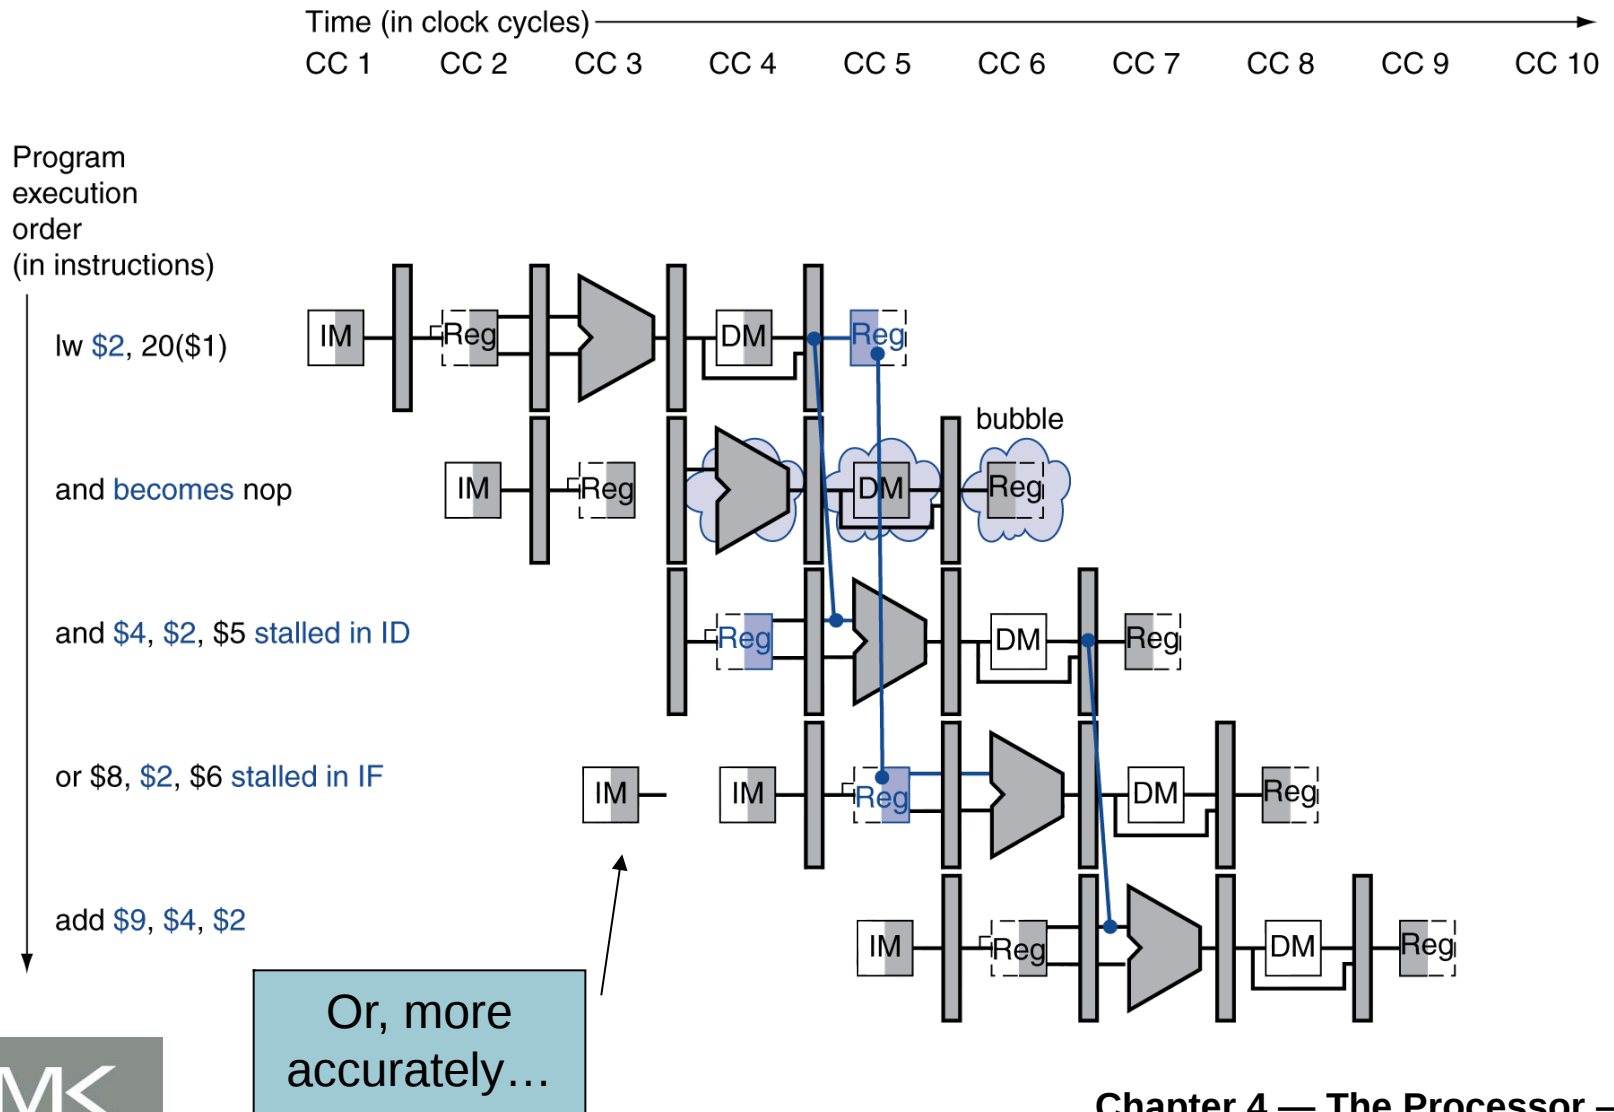 Time (in clock cycles)
CC 1 CC 2 CC 3 CC 4 CC 5 CC 6 CC 7 CC 8 CC 9 CC 10
Program
execution
order
(in instructions)
lw $2, 20($1)
IM Reg DM Reg
bubble
and becomes nop
IM Reg DM Reg
and $4, $2, $5 stalled in ID
Reg DM Reg
or $8, $2, $6 stalled in IF
IM IM Reg DM Reg
add $9, $4, $2
IM Reg DM Reg
Or, more
accurately…
MK
Chapter 4 — The Processor —